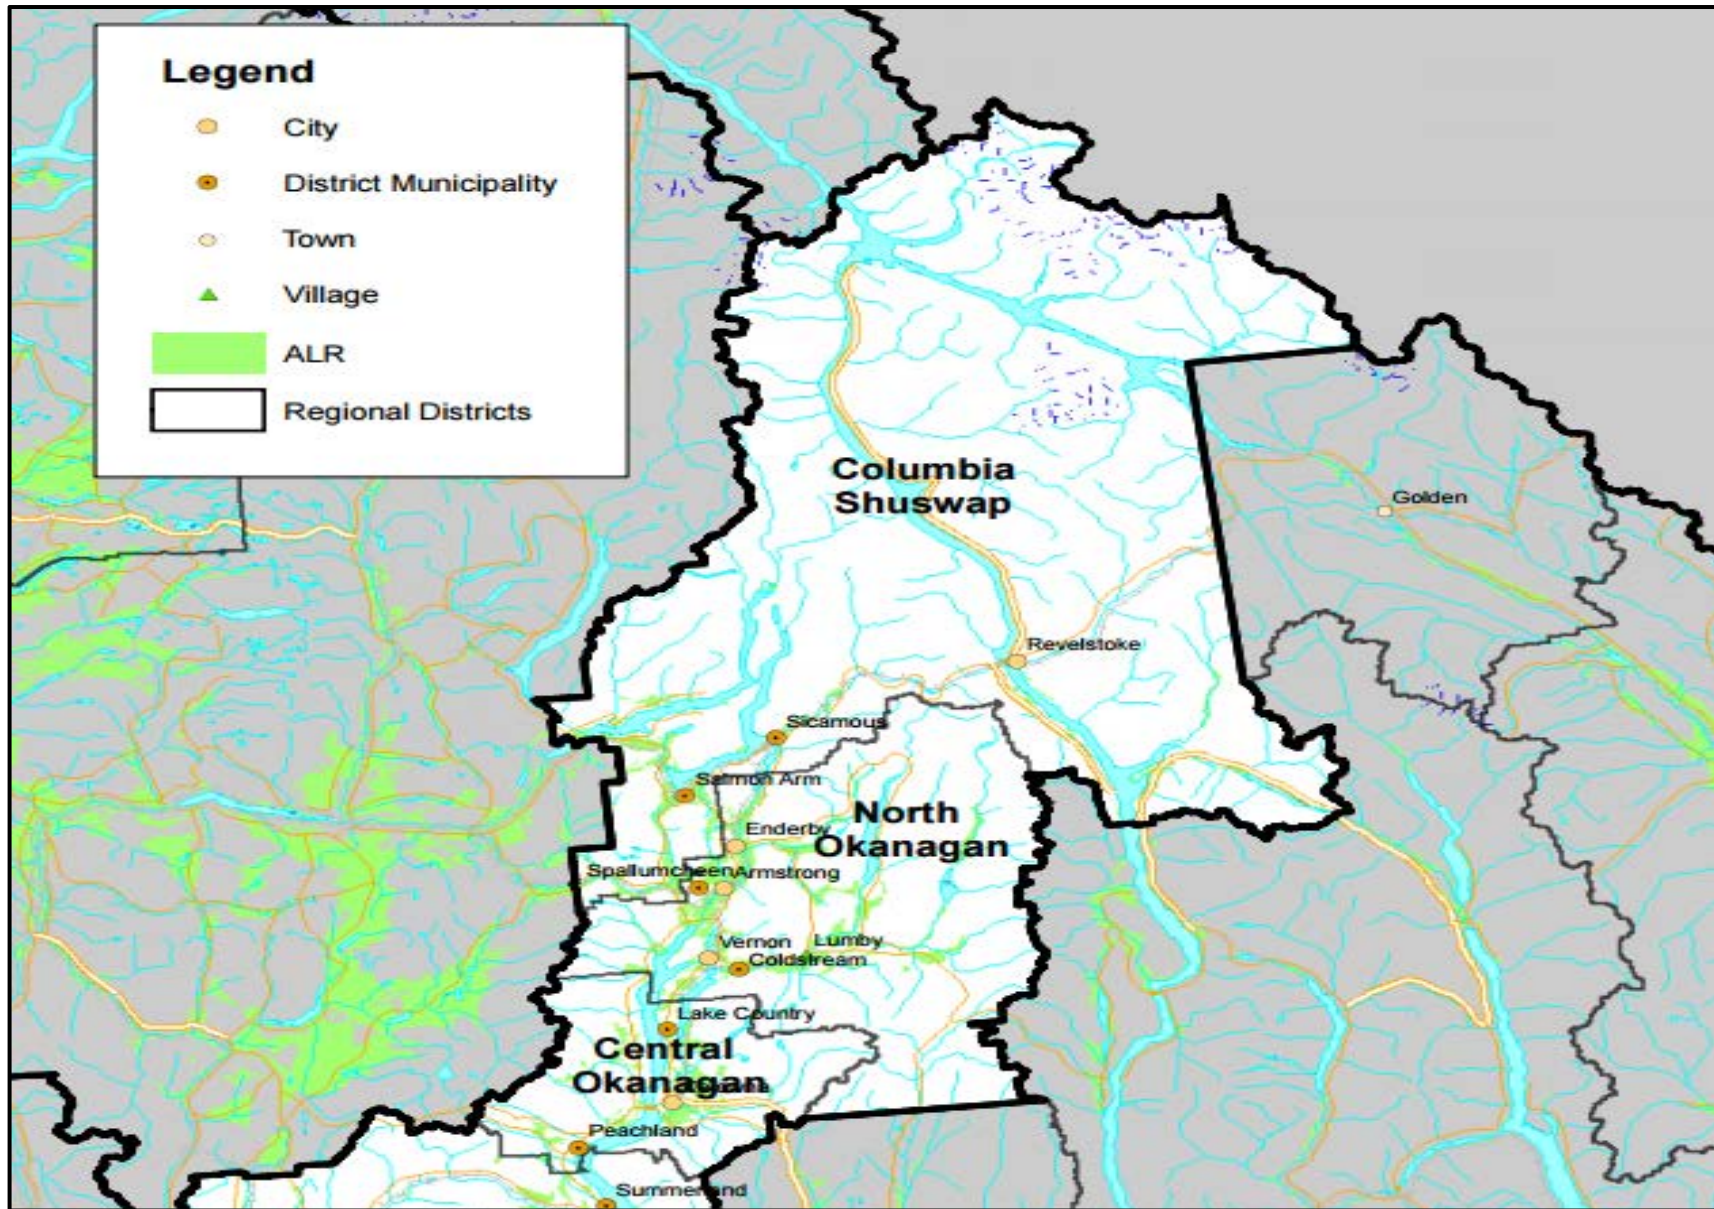 Legend
City
District Municipality
Town
Village
ALR
Regional Districts
Columbia
Shuswap
Golden
Revelstoke
Sicamous
Salmon Arm
North
Okanagan
Enderby
Spallumcheen
Armstrong
Vernon
Lumby
Coldstream
Lake Country
Central
Okanagan
Peachland
Summerland